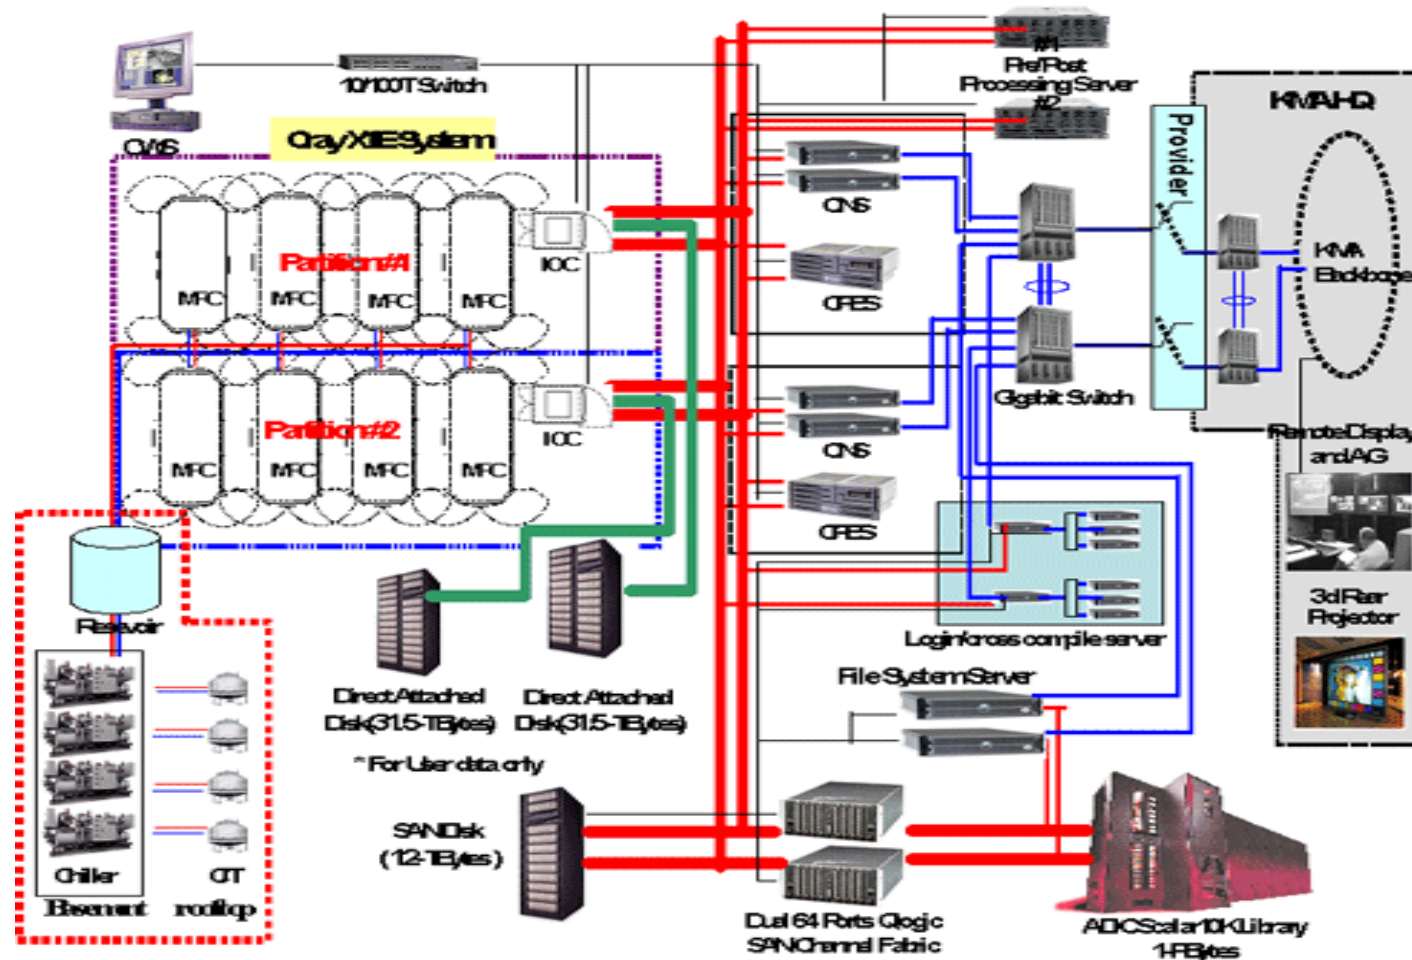 #1
Pre/Post
Processing Server
#2
KMA HQ
10/100T Switch
CWS
Cray X1E System
Provider
CNS
Partition #1
IOC
KMA
Backbone
MFC
MFC
MFC
MFC
CPES
Gigabit Switch
Partition #2
IOC
Remote Display
and AG
CNS
MFC
MFC
MFC
MFC
CPES
3d Rear
Projector
Resevoir
Login/cross compile server
File System Server
Direct Attached
Disk(31.5-TBytes)
Direct Attached
Disk(31.5-TBytes)
* For User data only
SAN Disk
( 12-TBytes )
Chiller
CT
Basement
rooftop
Dual 64 Ports Qlogic
SAN Channel Fabric
ADIC Scalar 10K Library
1-PBytes